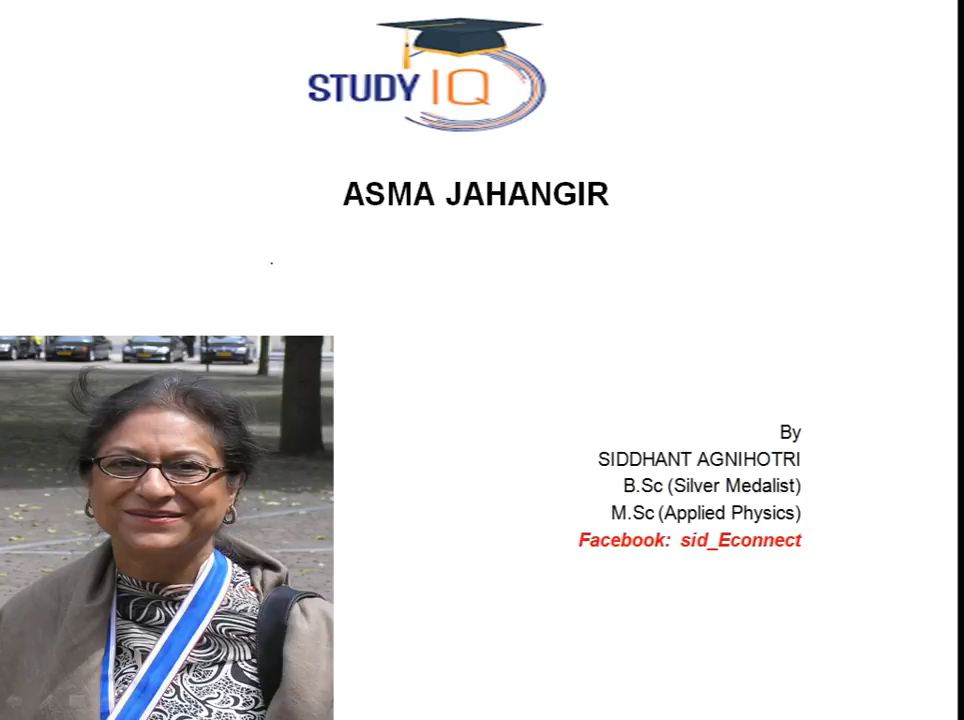 STUDY IQ
ASMA JAHANGIR
By
SIDDHANT AGNIHOTRI
B.Sc (Silver Medalist)
M.Sc (Applied Physics)
Facebook: sid_Econnect